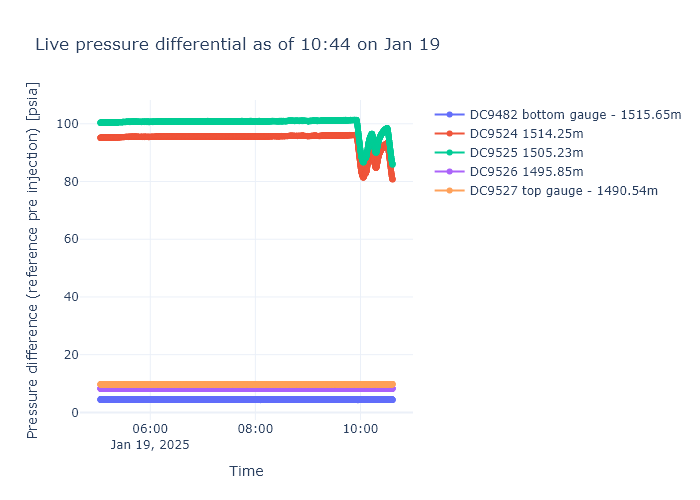 Live pressure differential as of 10:44 on Jan 19
Pressure difference (reference pre injection) [psia]
100
80
60
40
20
0
06:00
Jan 19, 2025
08:00
10:00
Time
DC9482 bottom gauge - 1515.65m
DC9524 1514.25m
DC9525 1505.23m
DC9526 1495.85m
DC9527 top gauge - 1490.54m